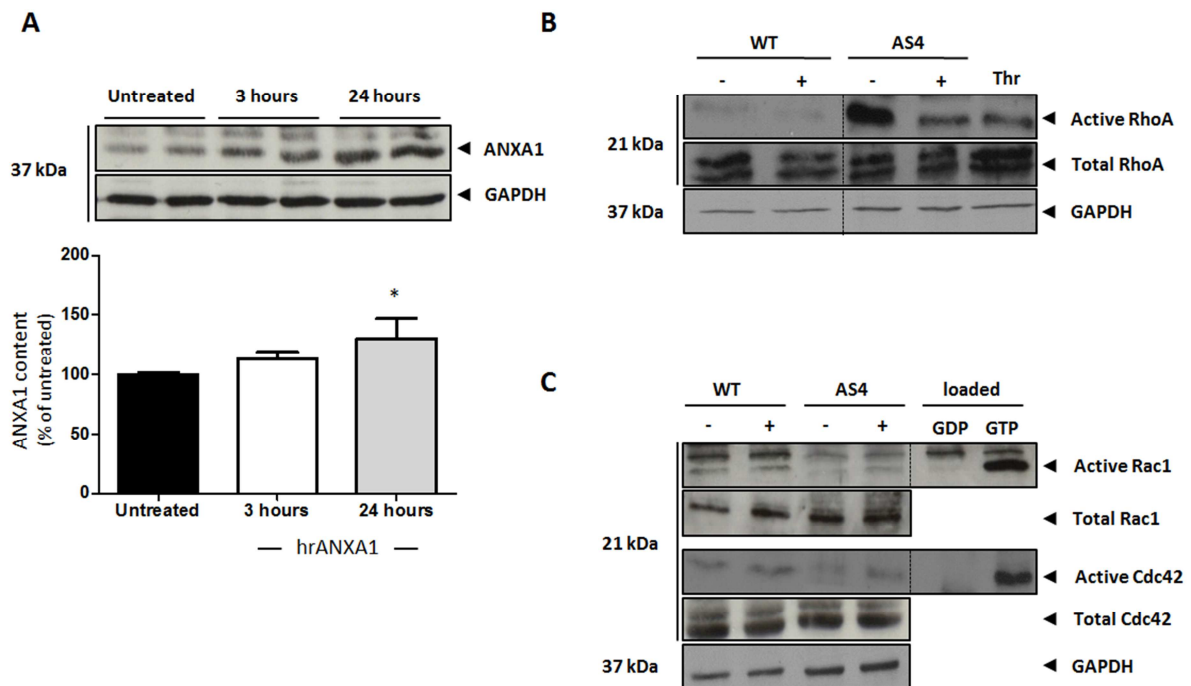 A
Untreated 3 hours 24 hours
37 kDa
ANXA1
GAPDH
200
150
100
50
0
ANXA1 content
(% of untreated)
*
Untreated 3 hours 24 hours
hrANXA1
B
WT AS4
- + - + Thr
Active RhoA
21 kDa
Total RhoA
37 kDa
GAPDH
C
WT AS4 loaded
- + - + GDP GTP
Active Rac1
Total Rac1
21 kDa
Active Cdc42
Total Cdc42
37 kDa
GAPDH